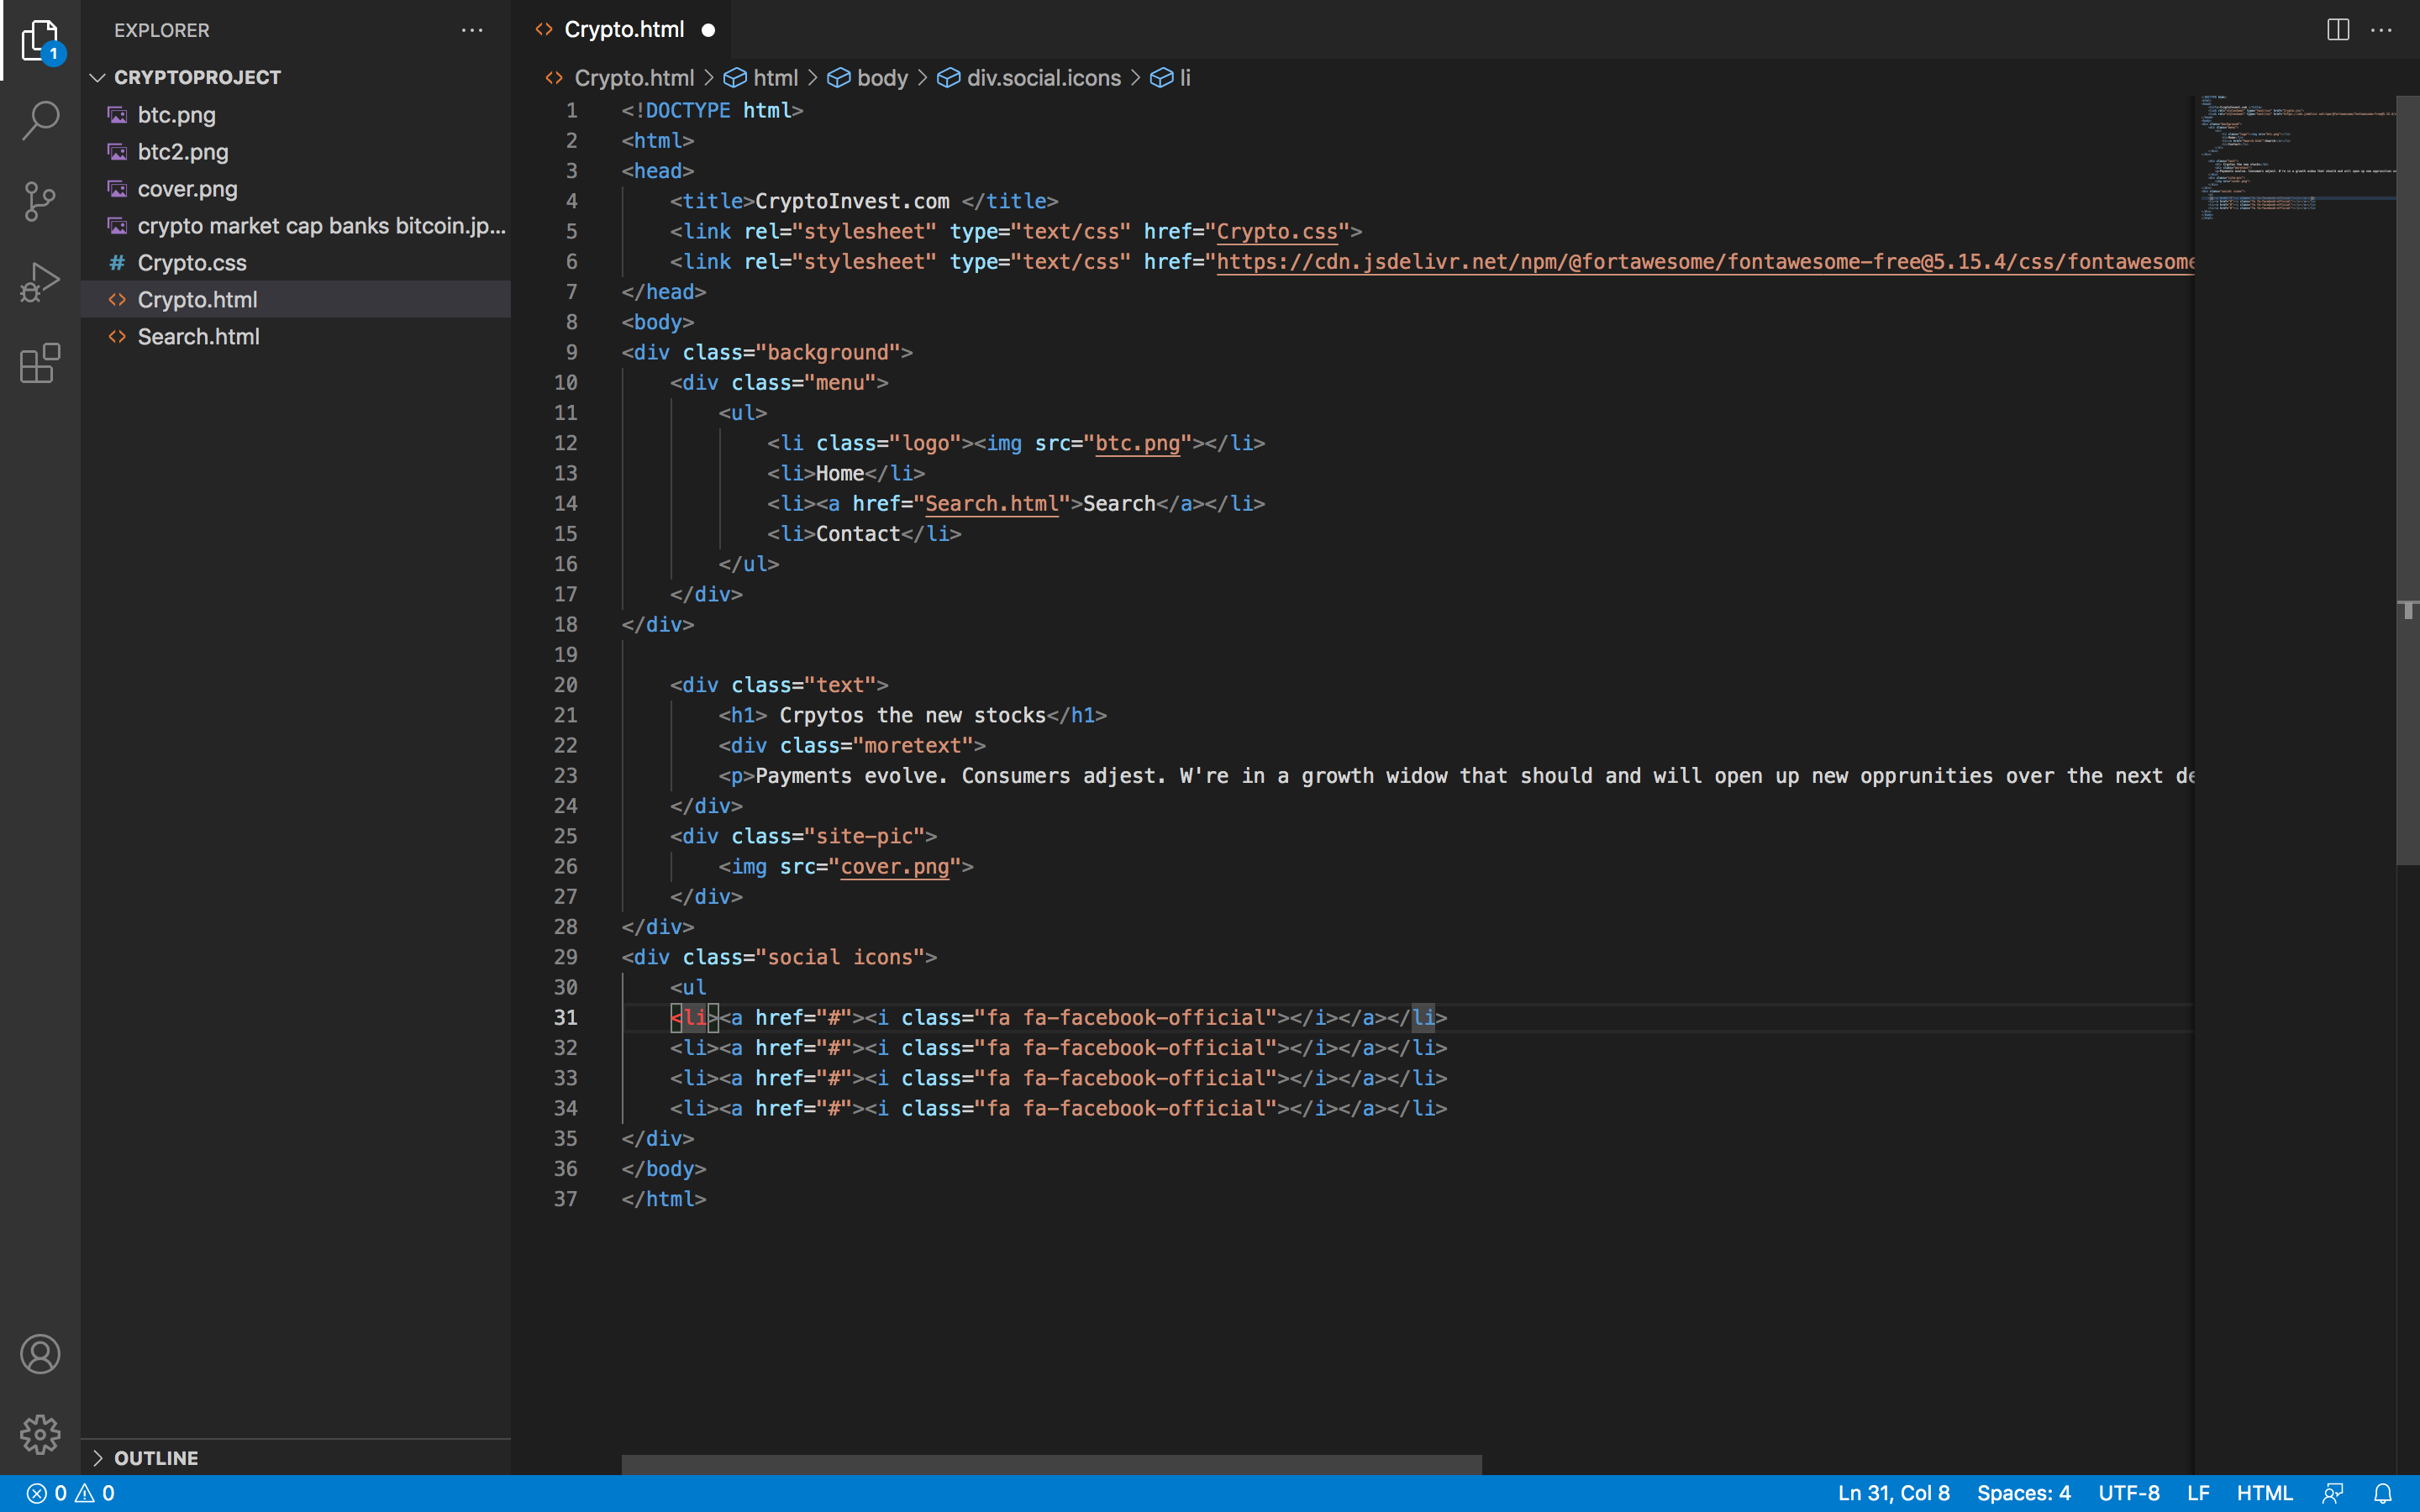 1
EXPLORER
CRYPTOPROJECT
btc.png
btc2.png
cover.png
crypto market cap banks bitcoin.jp...
# Crypto.css
Crypto.html
Search.html
OUTLINE
Crypto.html
Crypto.html > html > body > div.social.icons > li
1 <!DOCTYPE html>
2 <html>
3 <head>
4 <title>CryptoInvest.com </title>
5 <link rel="stylesheet" type="text/css" href="Crypto.css">
6 <link rel="stylesheet" type="text/css" href="https://cdn.jsdelivr.net/npm/@fortawesome/fontawesome-free@5.15.4/css/fontawesome
7 </head>
8 <body>
9 <div class="background">
10 <div class="menu">
11 <ul>
12 <li class="logo"><img src="btc.png"></li>
13 <li>Home</li>
14 <li><a href="Search.html">Search</a></li>
15 <li>Contact</li>
16 </ul>
17 </div>
18 </div>
19
20 <div class="text">
21 <h1> Crpytos the new stocks</h1>
22 <div class="moretext">
23 <p>Payments evolve. Consumers adjest. W're in a growth widow that should and will open up new opprunities over the next de
24 </div>
25 <div class="site-pic">
26 <img src="cover.png">
27 </div>
28 </div>
29 <div class="social icons">
30 <ul
31 <li><a href="#"><i class="fa fa-facebook-official"></i></a></li>
32 <li><a href="#"><i class="fa fa-facebook-official"></i></a></li>
33 <li><a href="#"><i class="fa fa-facebook-official"></i></a></li>
34 <li><a href="#"><i class="fa fa-facebook-official"></i></a></li>
35 </div>
36 </body>
37 </html>
0 0 Ln 31, Col 8 Spaces: 4 UTF-8 LF HTML